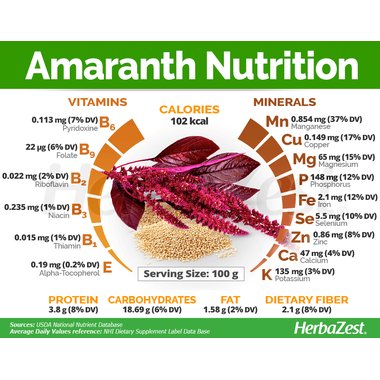 Amaranth Nutrition
VITAMINS
0.113 mg (7% DV) B6
Pyridoxine
22 µg (6% DV) B9
Folate
0.022 mg (2% DV) B2
Riboflavin
0.235 mg (1% DV) B3
Niacin
0.015 mg (1% DV) B1
Thiamin
0.19 mg (0.2% DV) E
Alpha-Tocopherol
CALORIES
102 kcal
MINERALS
Mn 0.854 mg (37% DV)
Manganese
Cu 0.149 mg (17% DV)
Copper
Mg 65 mg (15% DV)
Magnesium
P 148 mg (12% DV)
Phosphorus
Fe 2.1 mg (12% DV)
Iron
Se 5.5 mg (10% DV)
Selenium
Zn 0.86 mg (8% DV)
Zinc
Ca 47 mg (4% DV)
Calcium
K 135 mg (3% DV)
Potassium
Serving Size: 100 g
PROTEIN
3.8 g (8% DV)
CARBOHYDRATES
18.69 g (6% DV)
FAT
1.58 g (2% DV)
DIETARY FIBER
2.1 g (8% DV)
Sources: USDA National Nutrient Database
Average Daily Values reference: NHI Dietary Supplement Label Data Base
HerbaZest.